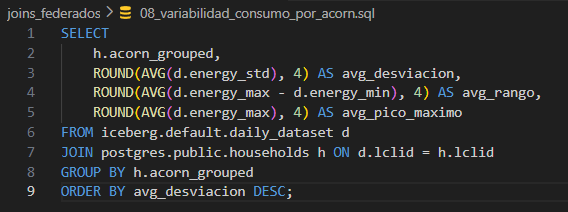 joins_federados > 08_variabilidad_consumo_por_acorn.sql
1 SELECT
2 h.acorn_grouped,
3 ROUND(AVG(d.energy_std), 4) AS avg_desviacion,
4 ROUND(AVG(d.energy_max - d.energy_min), 4) AS avg_rango,
5 ROUND(AVG(d.energy_max), 4) AS avg_pico_maximo
6 FROM iceberg.default.daily_dataset d
7 JOIN postgres.public.households h ON d.lclid = h.lclid
8 GROUP BY h.acorn_grouped
9 ORDER BY avg_desviacion DESC;